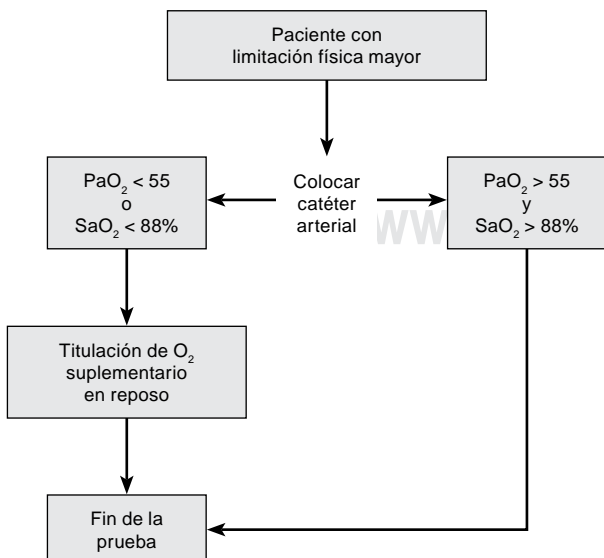 Paciente con
limitación física mayor
PaO₂ < 55
o
SaO₂ < 88%
Colocar
catéter
arterial
PaO₂ > 55
y
SaO₂ > 88%
Titulación de O₂
suplementario
en reposo
Fin de la
prueba